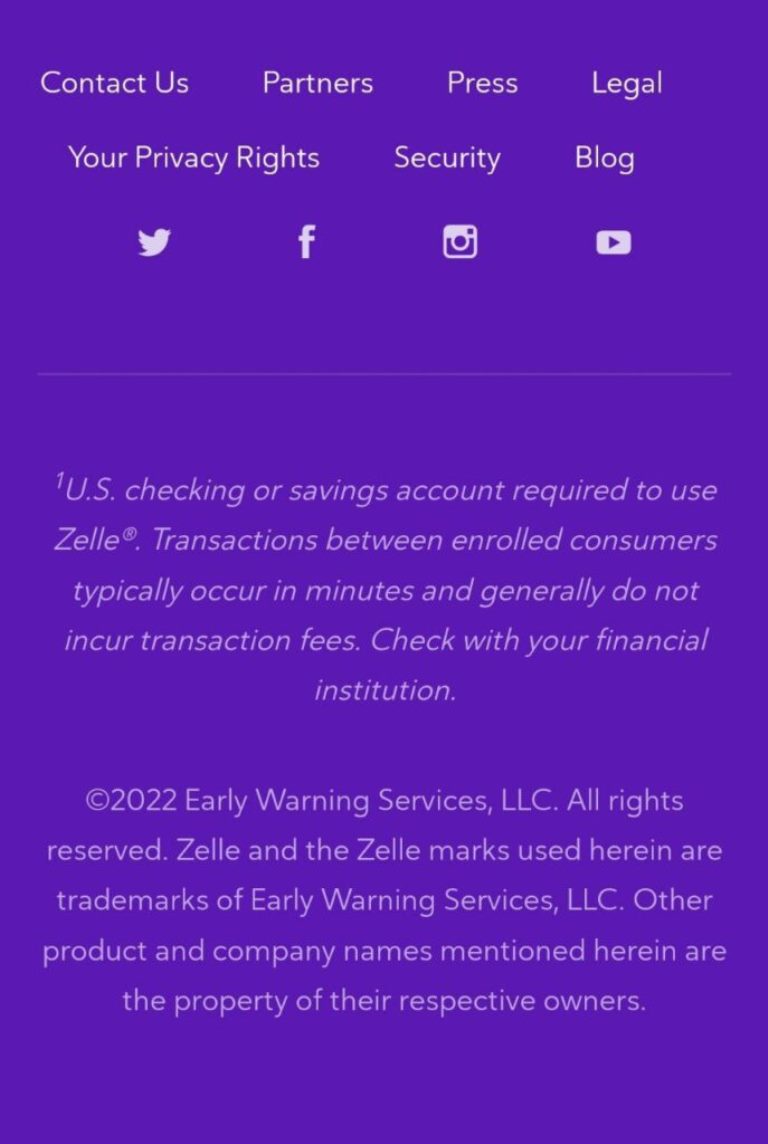 Contact Us Partners Press Legal
Your Privacy Rights Security Blog
¹U.S. checking or savings account required to use
Zelle®. Transactions between enrolled consumers
typically occur in minutes and generally do not
incur transaction fees. Check with your financial
institution.
©2022 Early Warning Services, LLC. All rights
reserved. Zelle and the Zelle marks used herein are
trademarks of Early Warning Services, LLC. Other
product and company names mentioned herein are
the property of their respective owners.